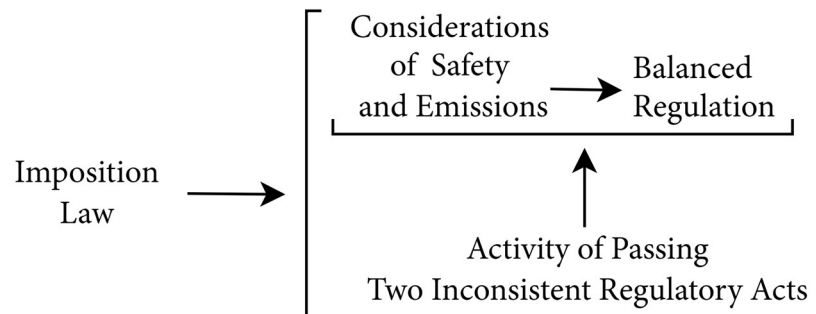 Considerations
of Safety
and Emissions
Balanced
Regulation
Imposition
Law
Activity of Passing
Two Inconsistent Regulatory Acts